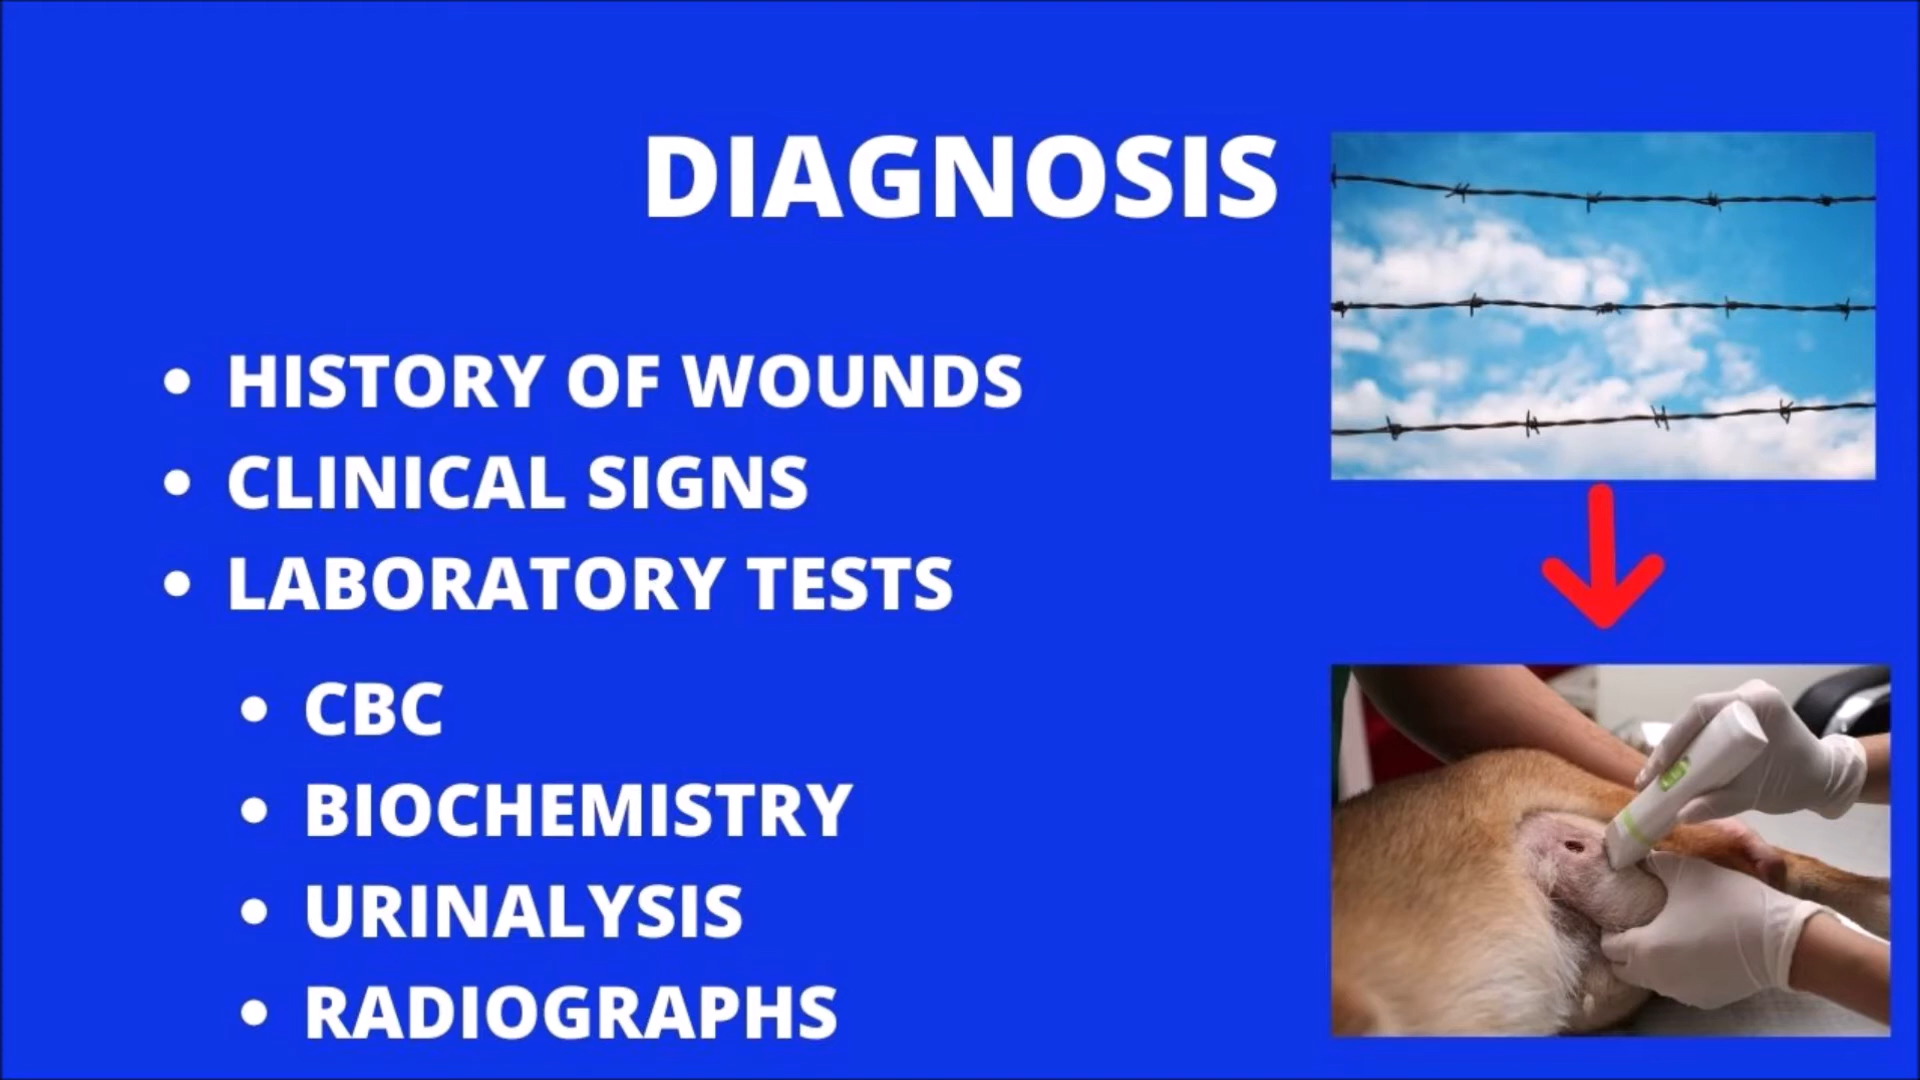 DIAGNOSIS
• HISTORY OF WOUNDS
• CLINICAL SIGNS
• LABORATORY TESTS
• CBC
• BIOCHEMISTRY
• URINALYSIS
• RADIOGRAPHS